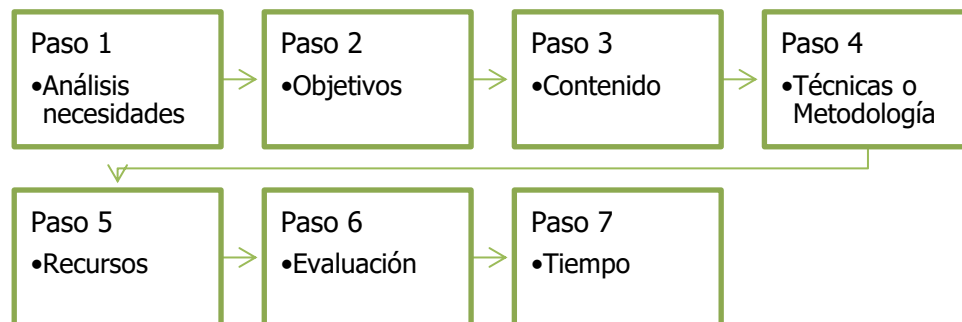 Paso 1
•Análisis
necesidades
Paso 2
•Objetivos
Paso 3
•Contenido
Paso 4
•Técnicas o
Metodología
Paso 5
•Recursos
Paso 6
•Evaluación
Paso 7
•Tiempo